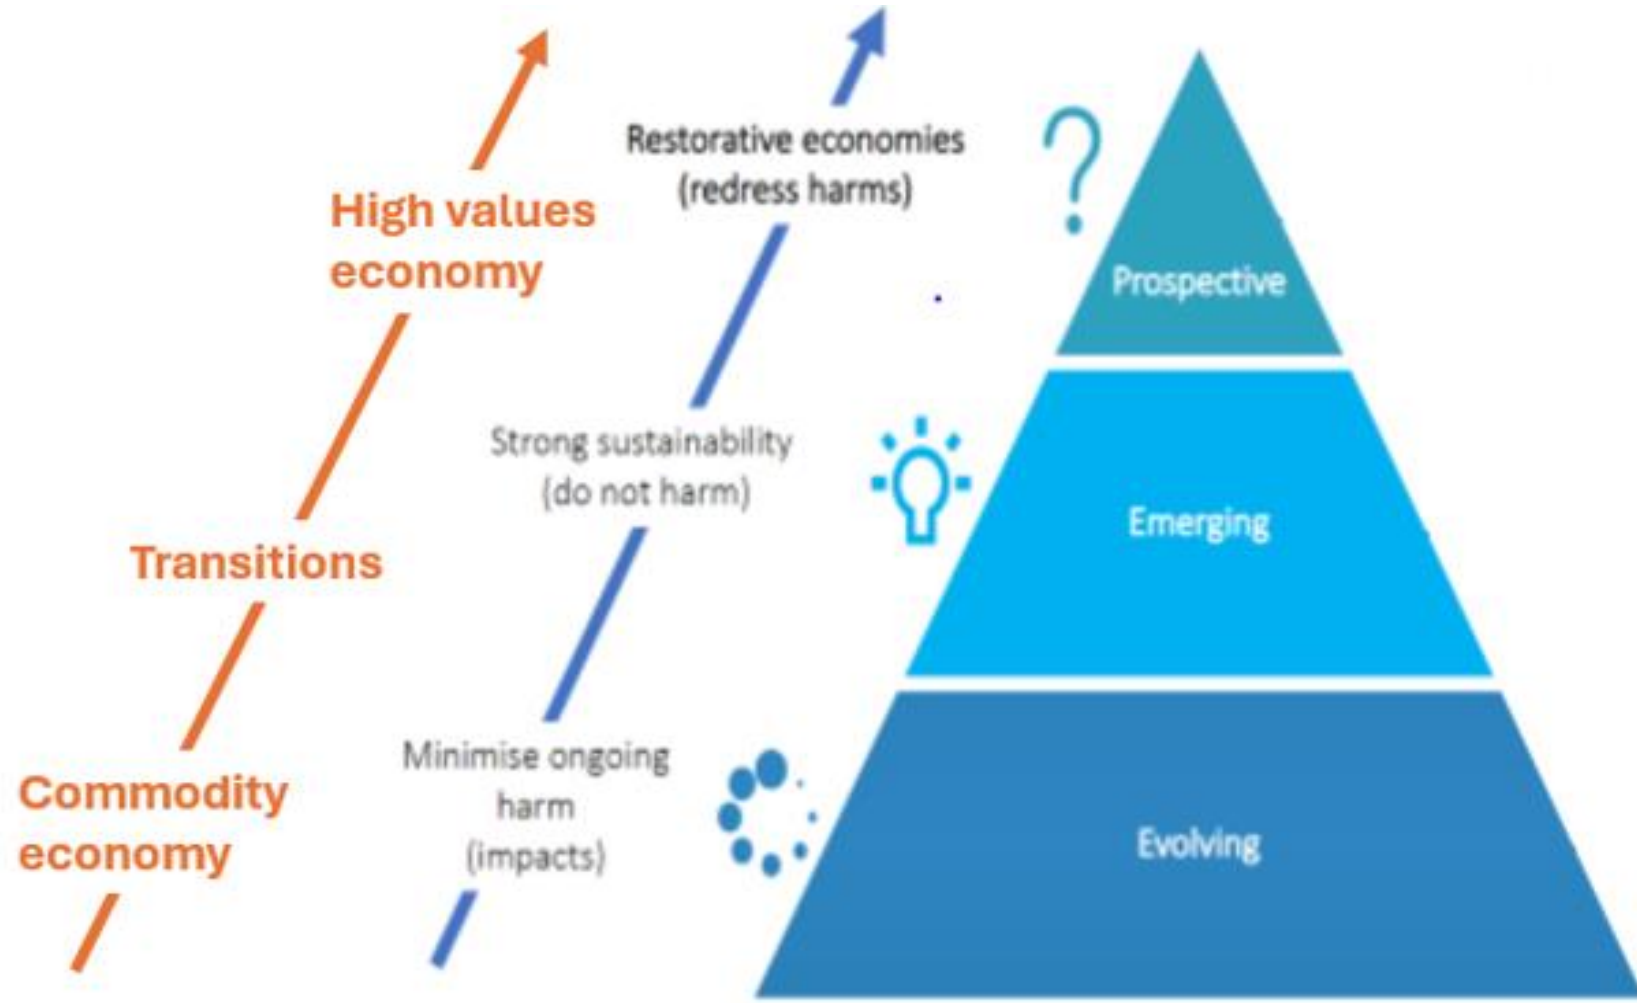 High values
economy
Transitions
Commodity
economy
Restorative economies
(redress harms)
Strong sustainability
(do not harm)
Minimise ongoing
harm
(impacts)
?
Prospective
Emerging
Evolving